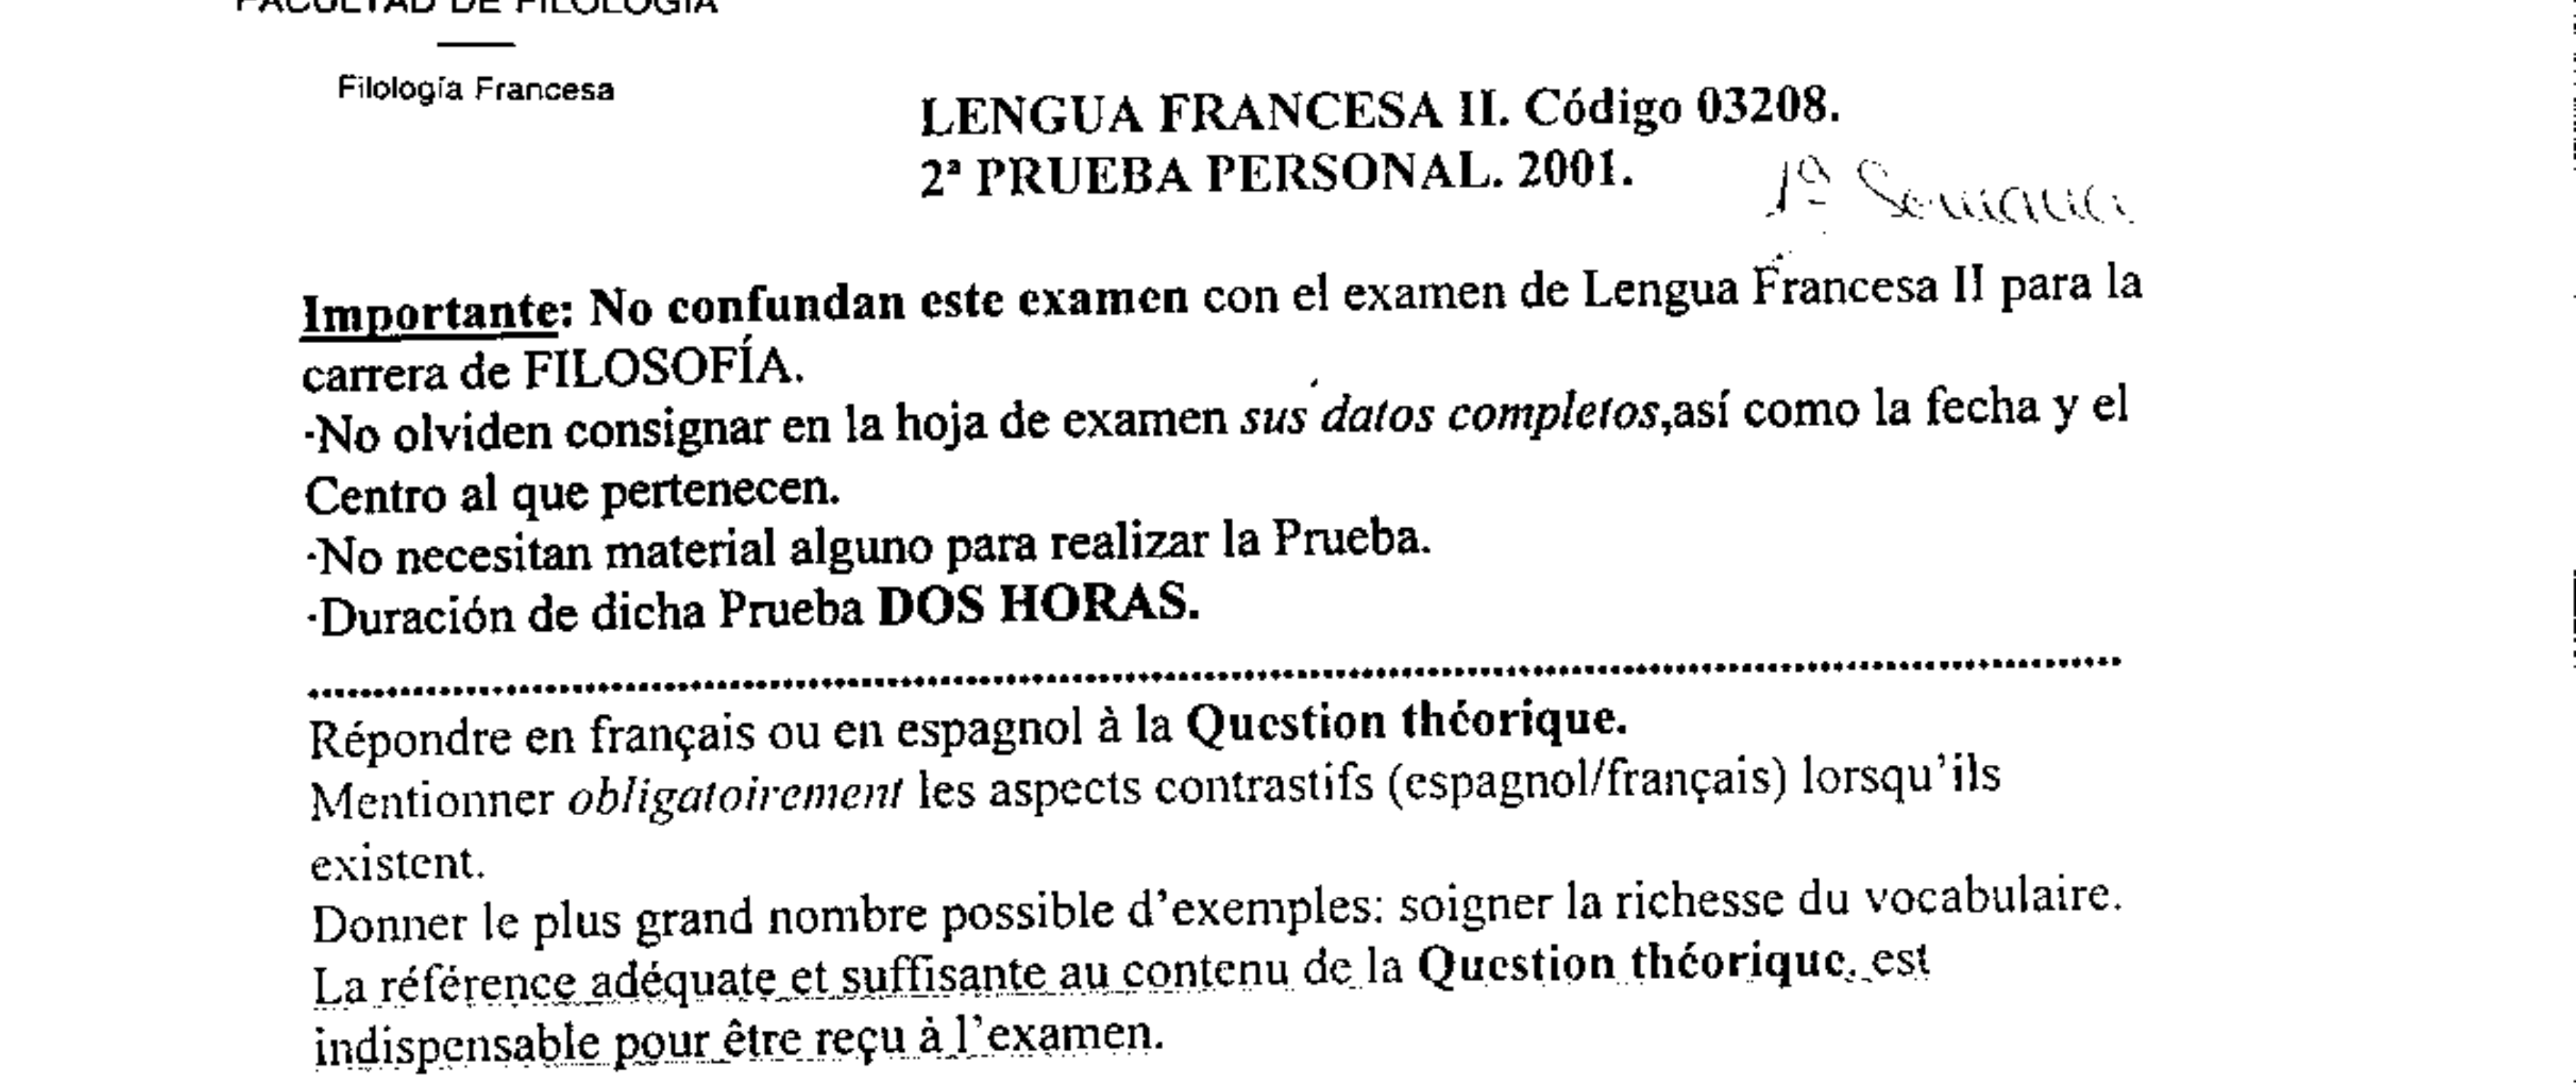 FACULTAD DE FILOLOGÍA
Filología Francesa
LENGUA FRANCESA II. Código 03208.
2ª PRUEBA PERSONAL. 2001.
1ª Semana
Importante: No confundan este examen con el examen de Lengua Francesa II para la
carrera de FILOSOFÍA.
·No olviden consignar en la hoja de examen sus datos completos,así como la fecha y el
Centro al que pertenecen.
·No necesitan material alguno para realizar la Prueba.
·Duración de dicha Prueba DOS HORAS.
Répondre en français ou en espagnol à la Question théorique.
Mentionner obligatoirement les aspects contrastifs (espagnol/français) lorsqu'ils
existent.
Donner le plus grand nombre possible d'exemples: soigner la richesse du vocabulaire.
La référence adéquate et suffisante au contenu de la Question théorique, est
indispensable pour être reçu à l'examen.